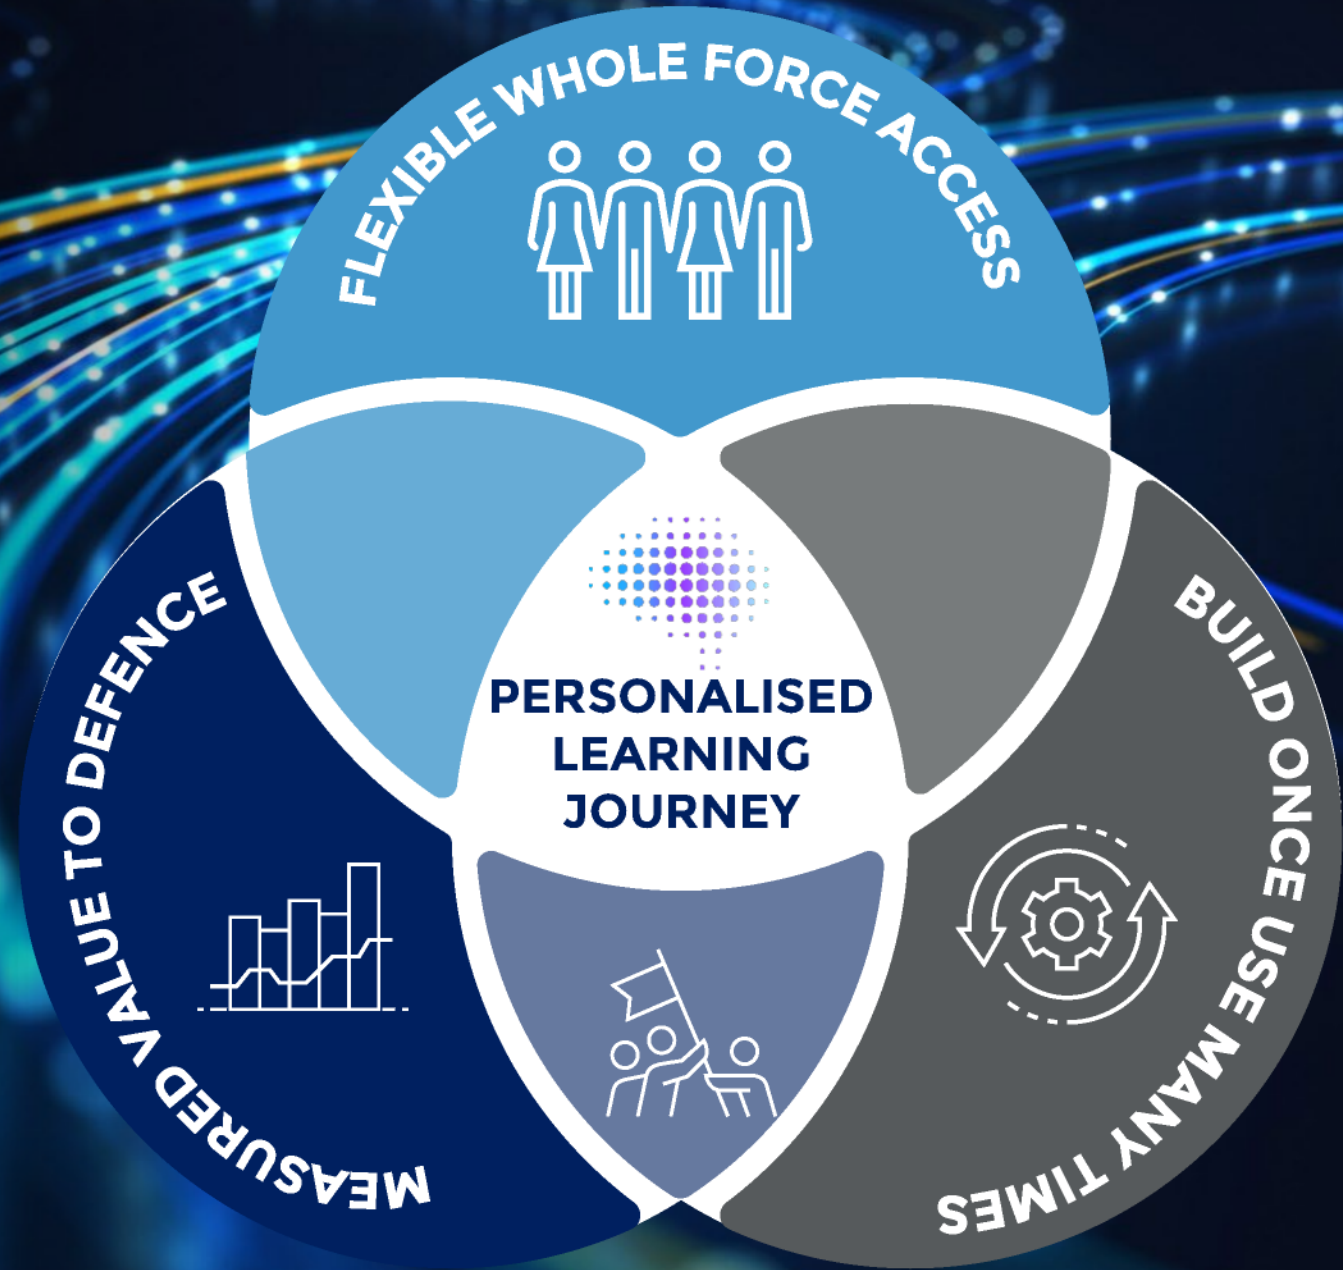 FLEXIBLE WHOLE FORCE ACCESS
PERSONALISED
LEARNING
JOURNEY
MEASURED VALUE TO DEFENCE
BUILD ONCE USE MANY TIMES